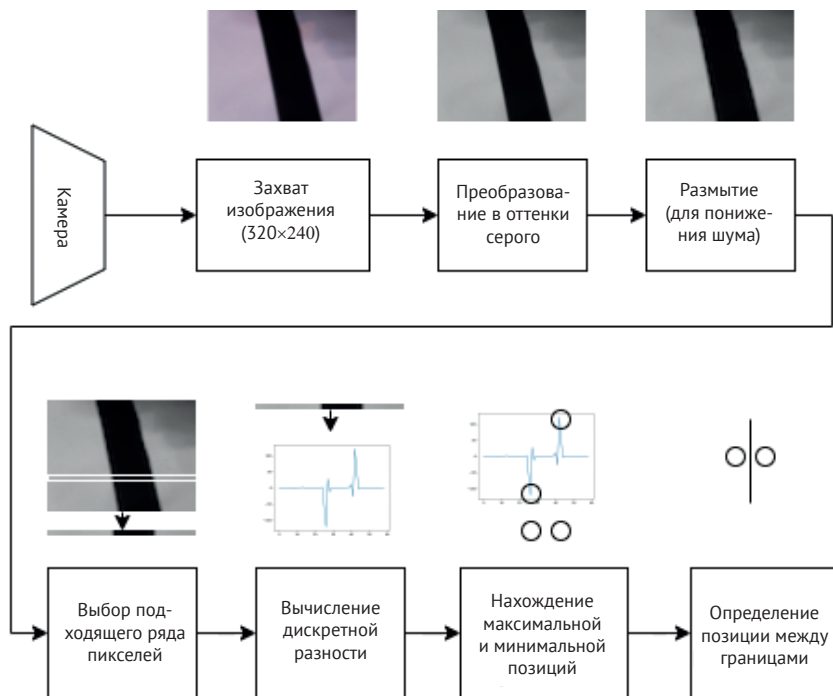 Камера
Захват
изображения
(320×240)
Преобразова-
ние в оттенки
серого
Размытие
(для пониже-
ния шума)
Выбор под-
ходящего ряда
пикселей
Вычисление
дискретной
разности
Нахождение
максимальной
и минимальной
позиций
Определение
позиции между
границами